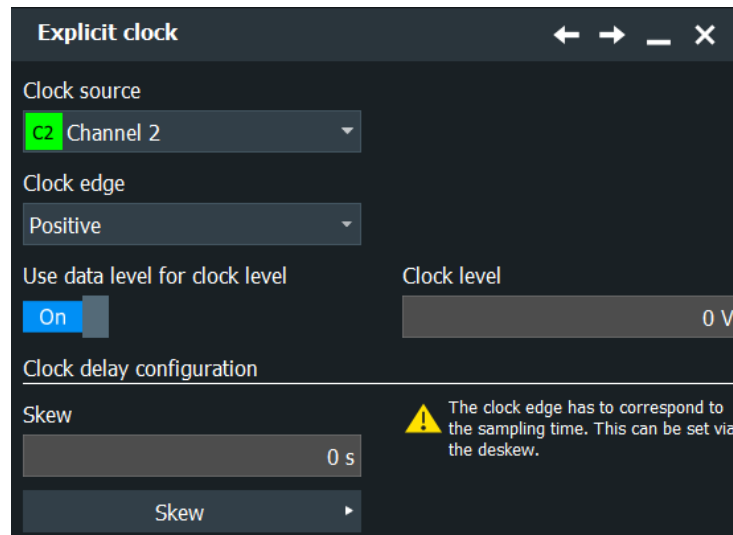 Explicit clock
Clock source
C2 Channel 2
Clock edge
Positive
Use data level for clock level
Clock level
On
0 V
Clock delay configuration
Skew
The clock edge has to correspond to
the sampling time. This can be set via
the deskew.
0 s
Skew